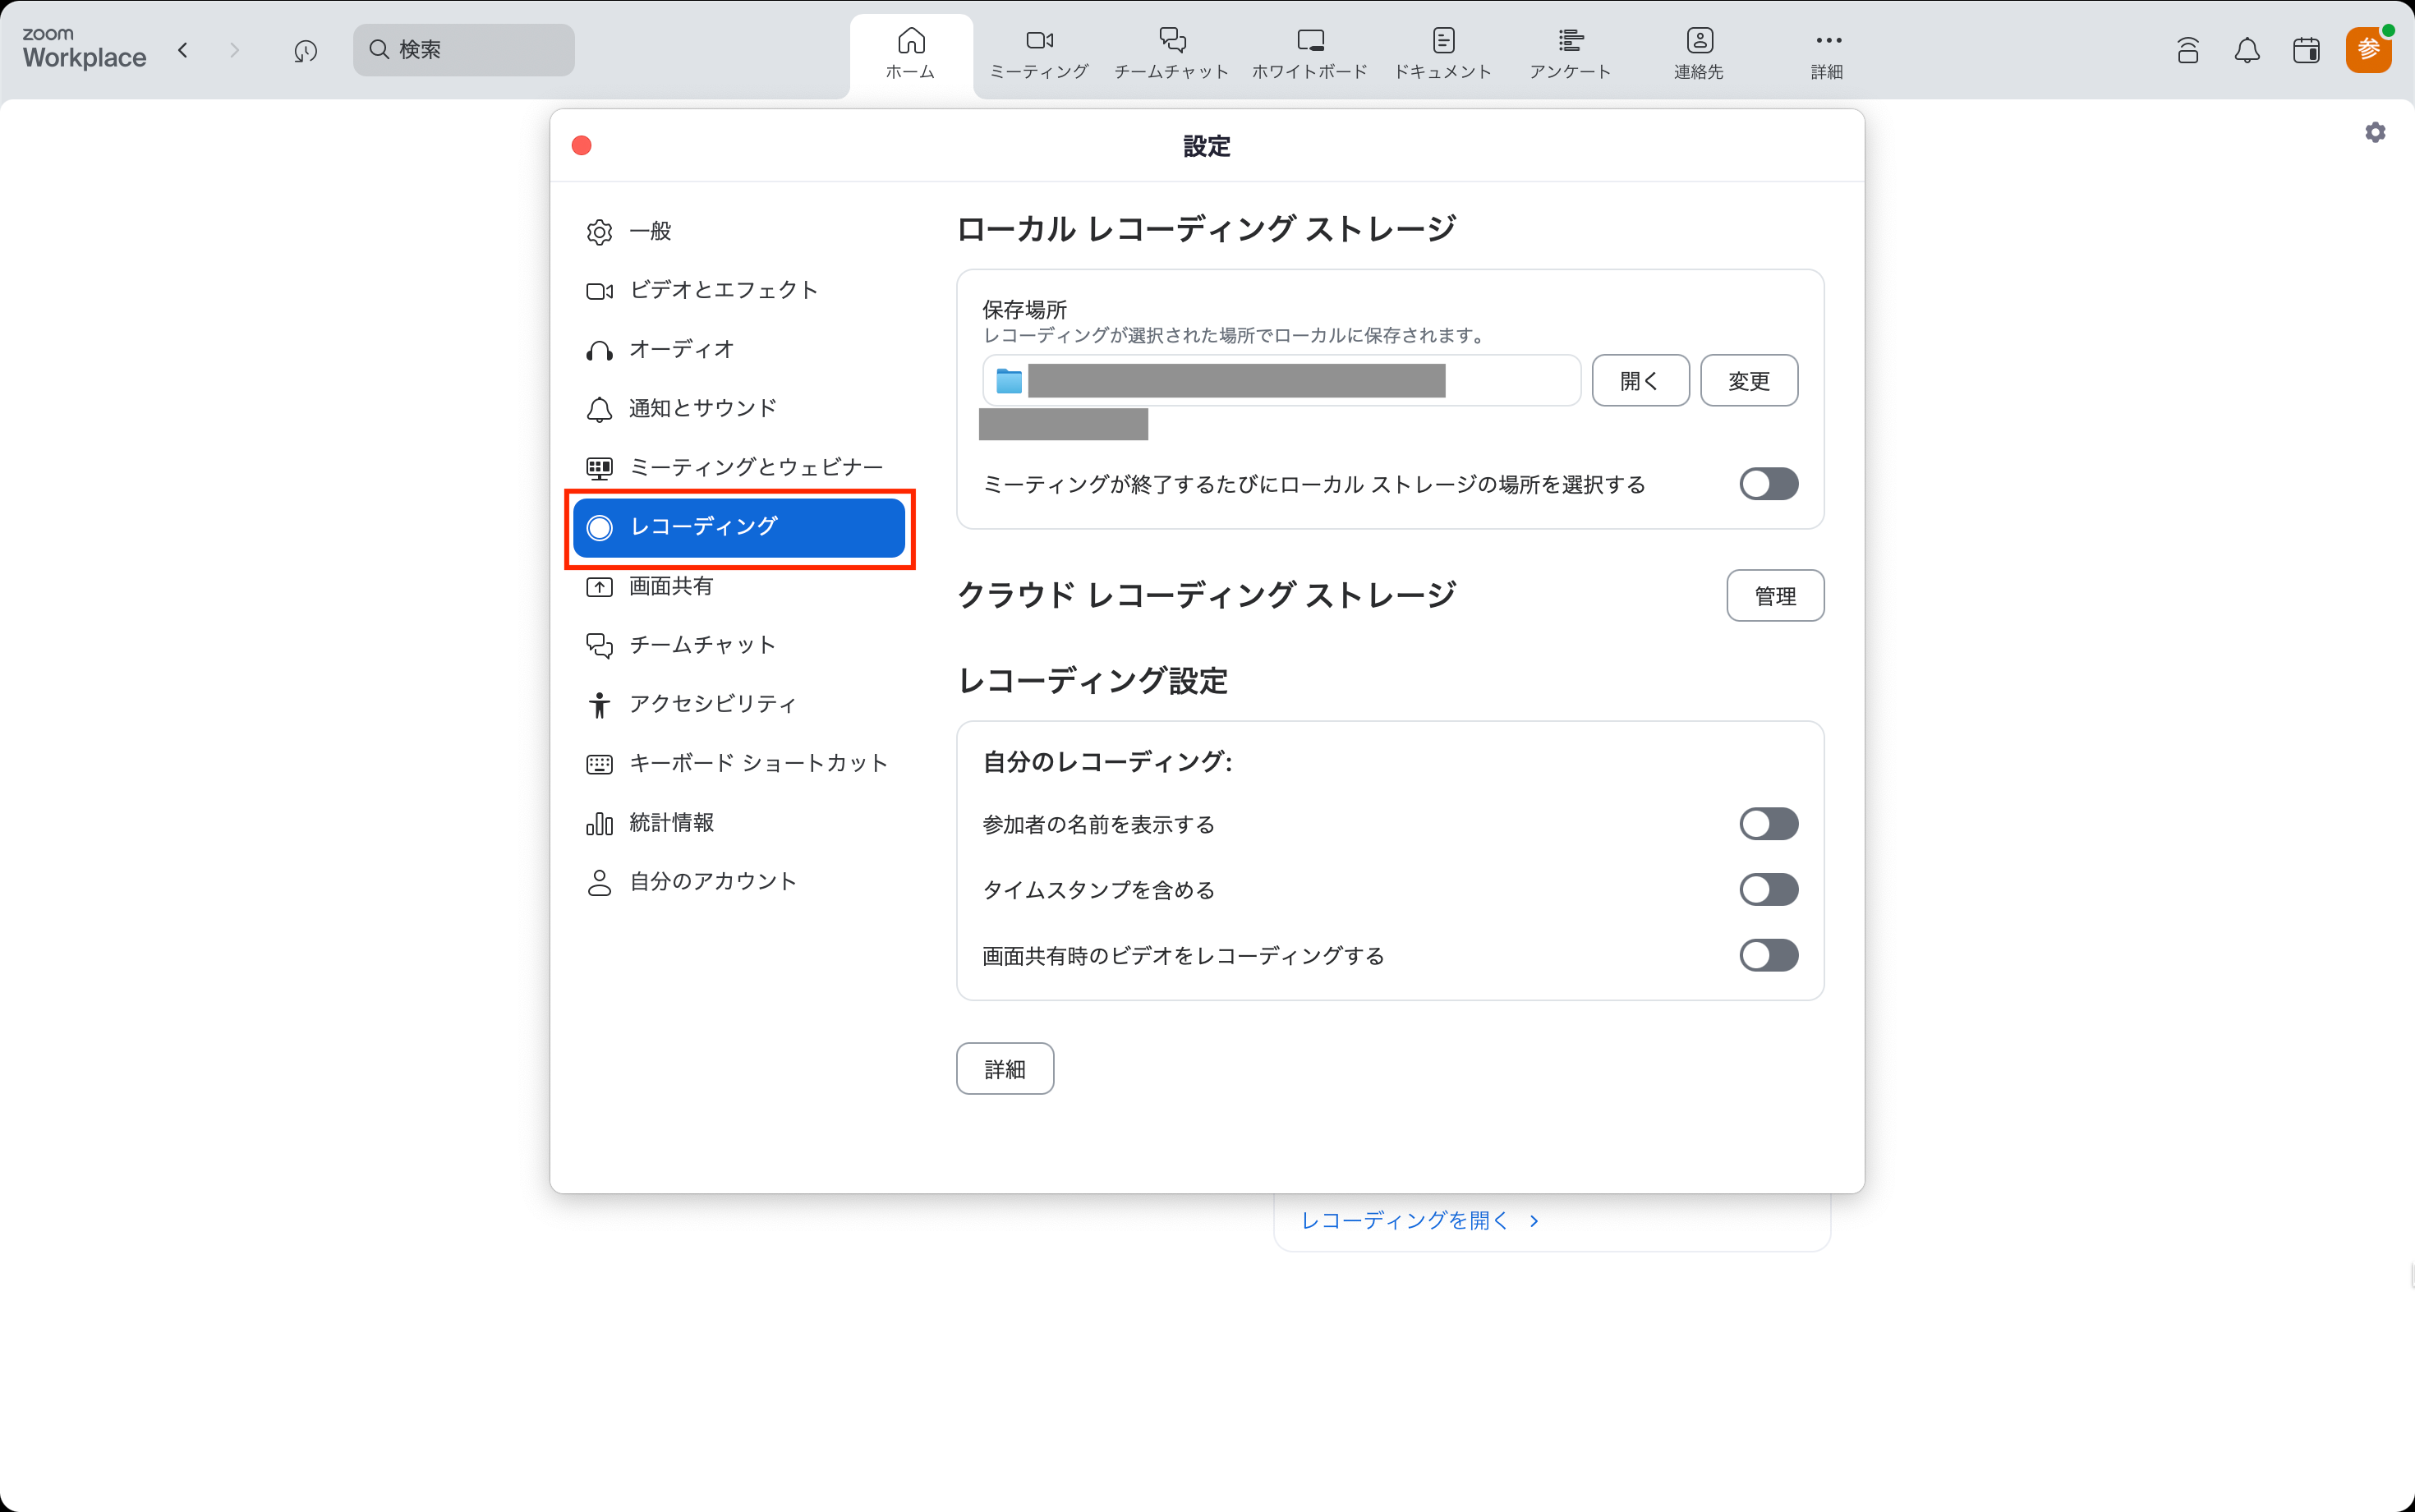 zoom
Workplace
検索
ホーム
ミーティング
チームチャット
ホワイトボード
ドキュメント
アンケート
連絡先
詳細
参
設定
一般
ビデオとエフェクト
オーディオ
通知とサウンド
ミーティングとウェビナー
レコーディング
画面共有
チームチャット
アクセシビリティ
キーボード ショートカット
統計情報
自分のアカウント
ローカル レコーディング ストレージ
保存場所
レコーディングが選択された場所でローカルに保存されます。
開く
変更
ミーティングが終了するたびにローカル ストレージの場所を選択する
クラウド レコーディング ストレージ
管理
レコーディング設定
自分のレコーディング:
参加者の名前を表示する
タイムスタンプを含める
画面共有時のビデオをレコーディングする
詳細
レコーディングを開く